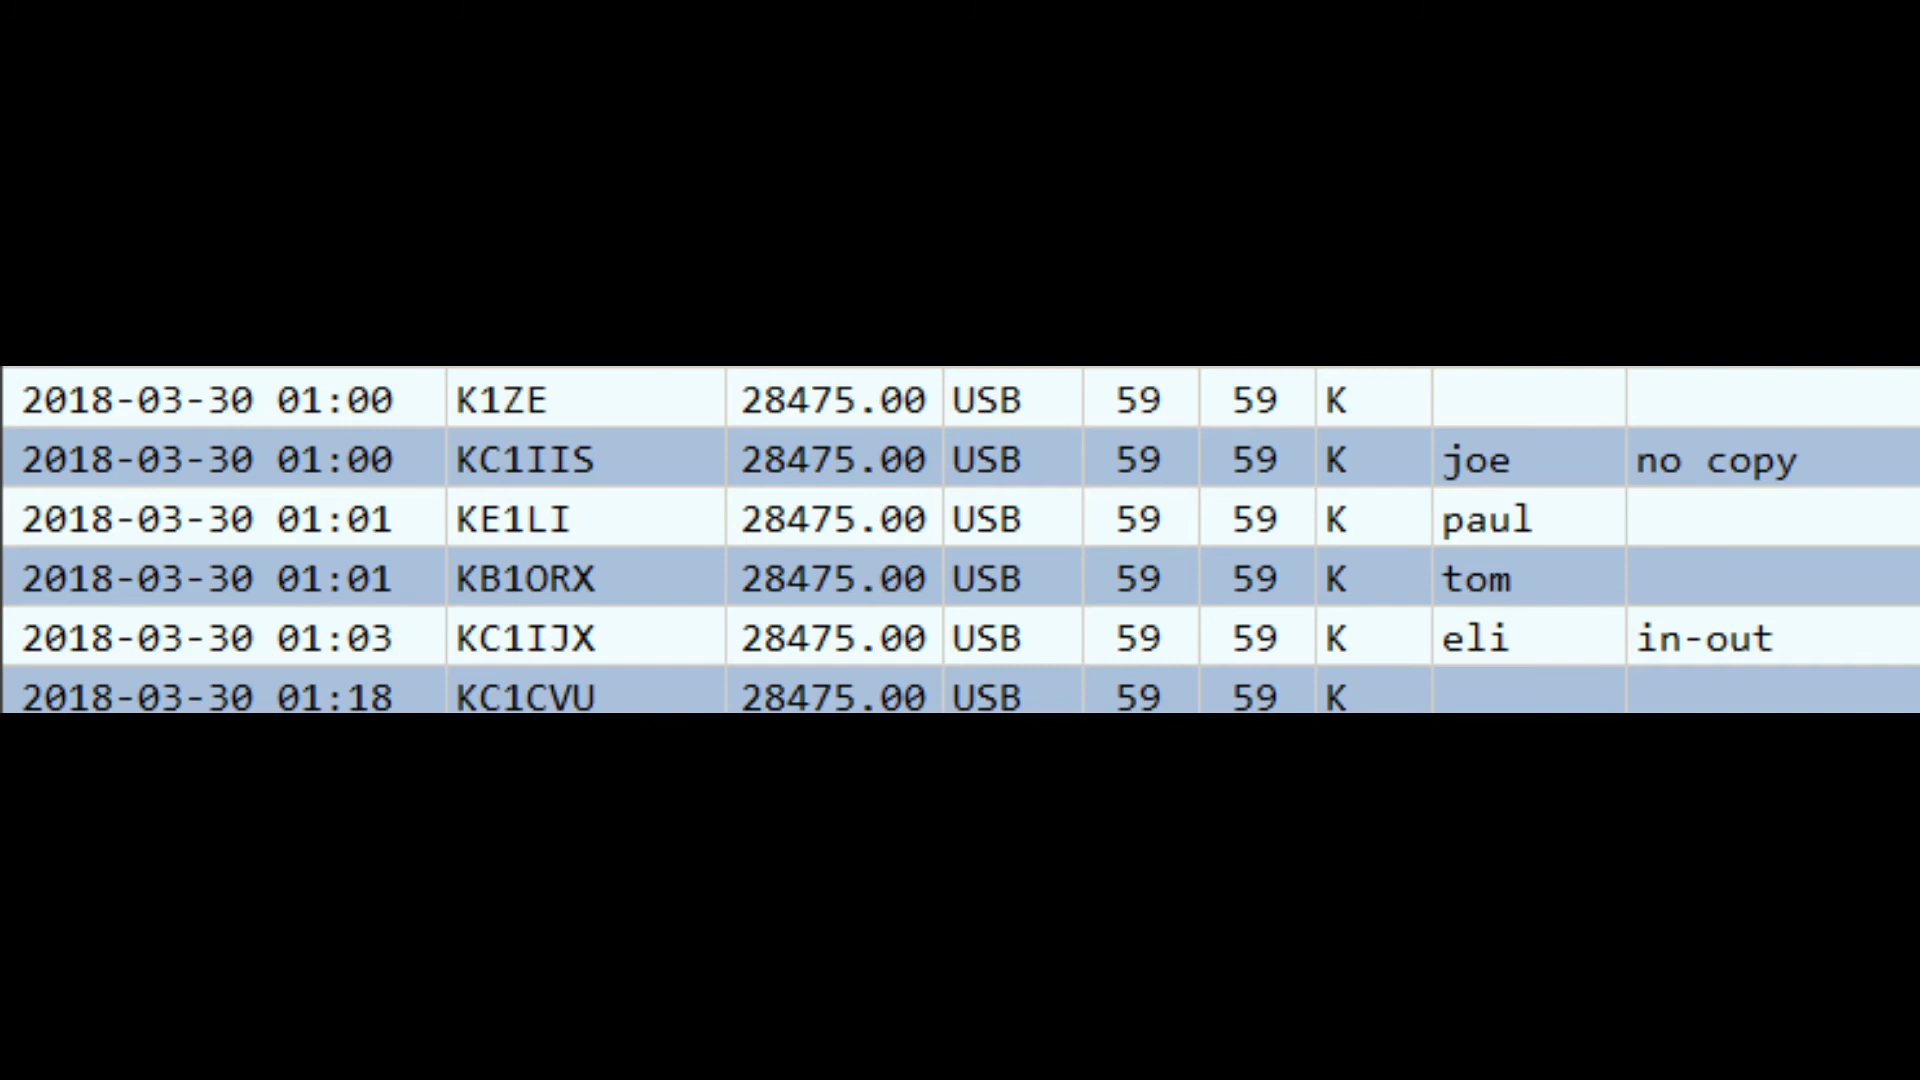 2018-03-30 01:00 K1ZE 28475.00 USB 59 59 K
2018-03-30 01:00 KC1IIS 28475.00 USB 59 59 K joe no copy
2018-03-30 01:01 KE1LI 28475.00 USB 59 59 K paul
2018-03-30 01:01 KB1ORX 28475.00 USB 59 59 K tom
2018-03-30 01:03 KC1IJX 28475.00 USB 59 59 K eli in-out
2018-03-30 01:18 KC1CVU 28475.00 USB 59 59 K